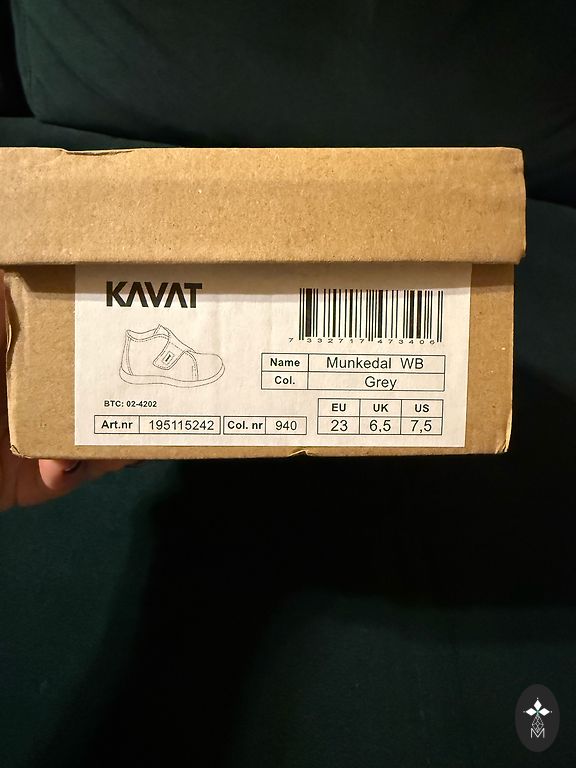 KAVAT
7 332717 473406
Name Munkedal WB
Col. Grey
BTC: 02-4202
EU UK US
Art.nr 195115242 Col. nr 940 23 6,5 7,5
M